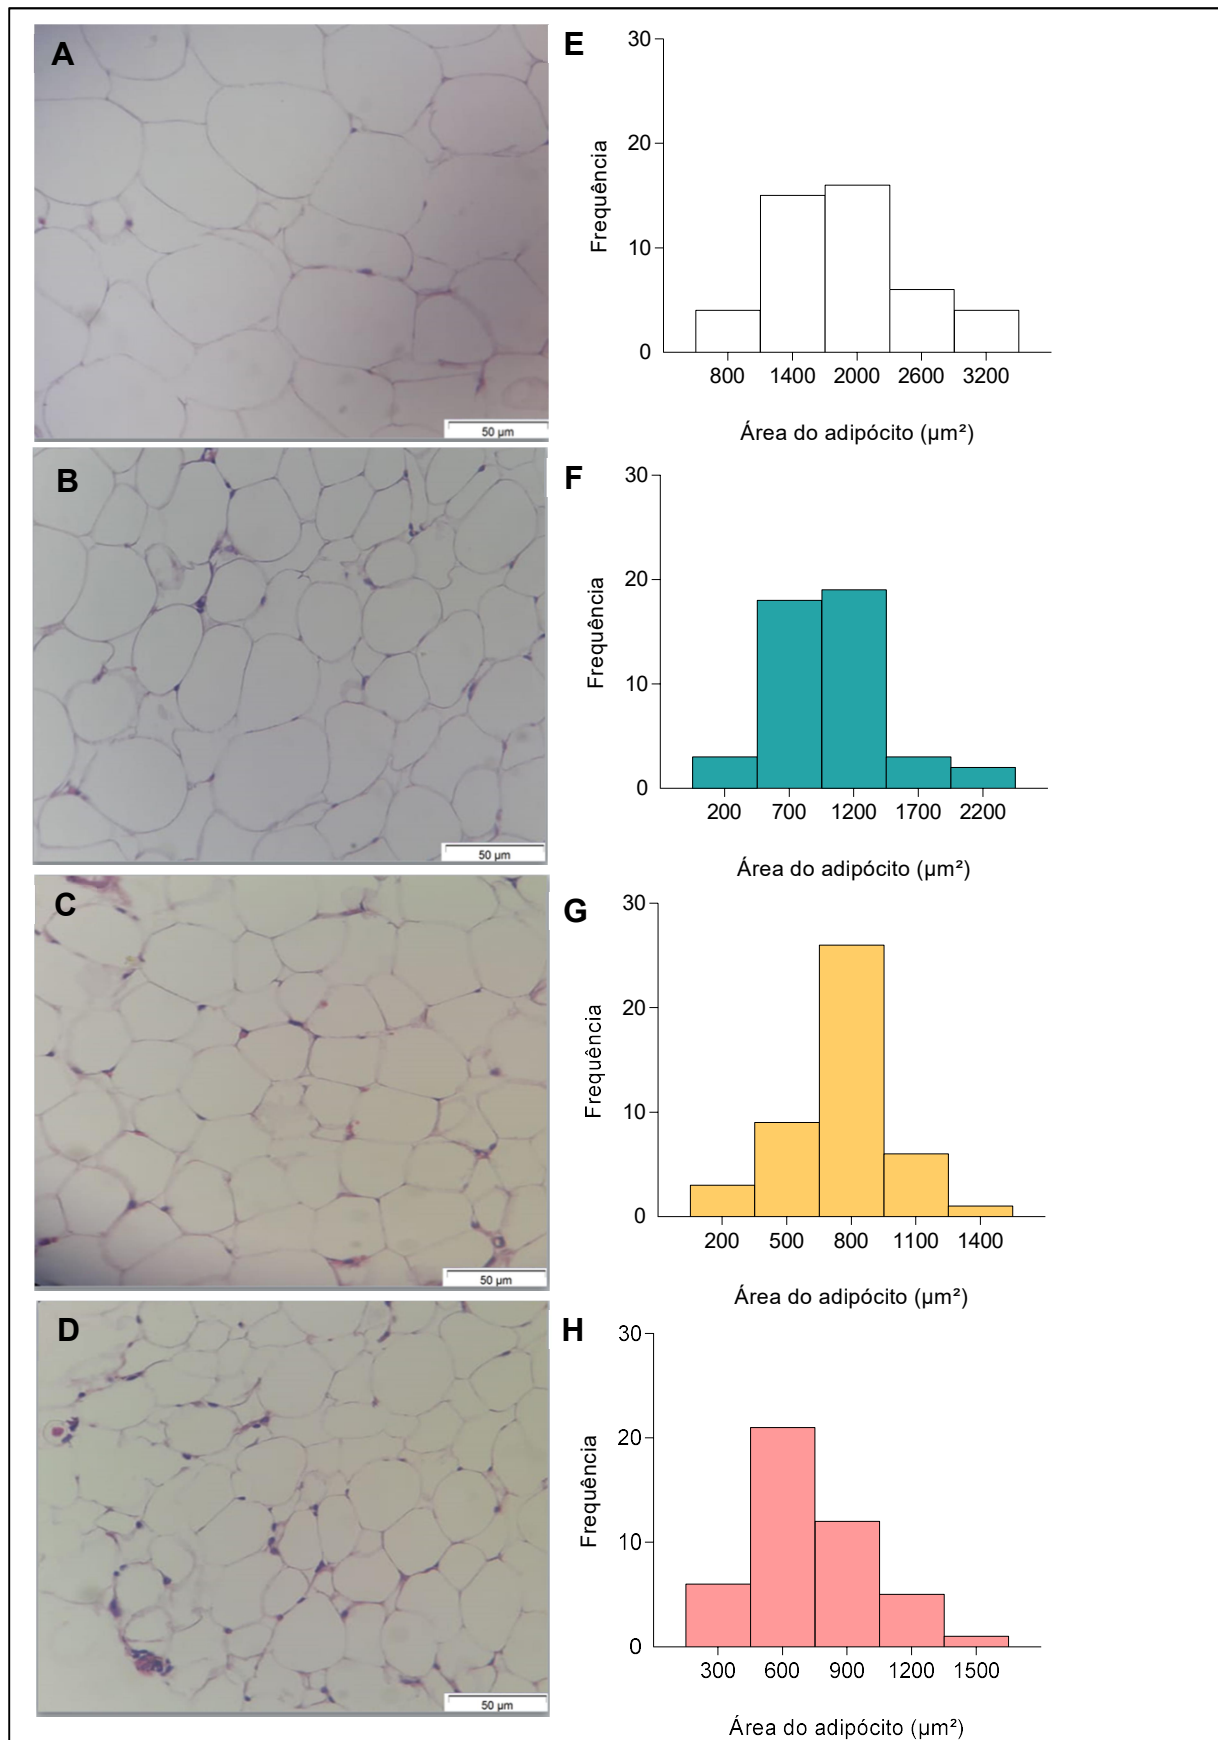 A
50 µm
E
30
20
10
0
Frequência
800 1400 2000 2600 3200
Área do adipócito (µm²)
B
50 µm
F
30
20
10
0
Frequência
200 700 1200 1700 2200
Área do adipócito (µm²)
C
50 µm
G
30
20
10
0
Frequência
200 500 800 1100 1400
Área do adipócito (µm²)
D
50 µm
H
30
20
10
0
Frequência
300 600 900 1200 1500
Área do adipócito (µm²)